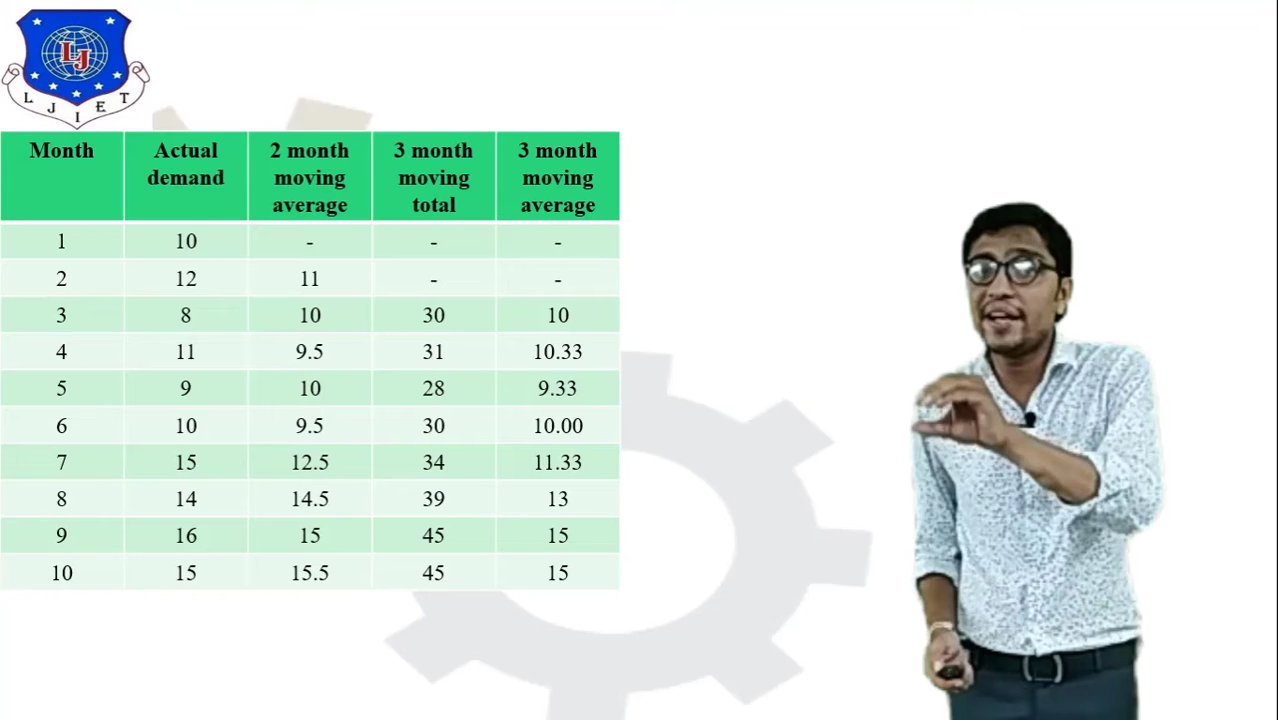 LJ
L J I E T
Month Actual demand 2 month moving average 3 month moving total 3 month moving average
1 10 - - -
2 12 11 - -
3 8 10 30 10
4 11 9.5 31 10.33
5 9 10 28 9.33
6 10 9.5 30 10.00
7 15 12.5 34 11.33
8 14 14.5 39 13
9 16 15 45 15
10 15 15.5 45 15